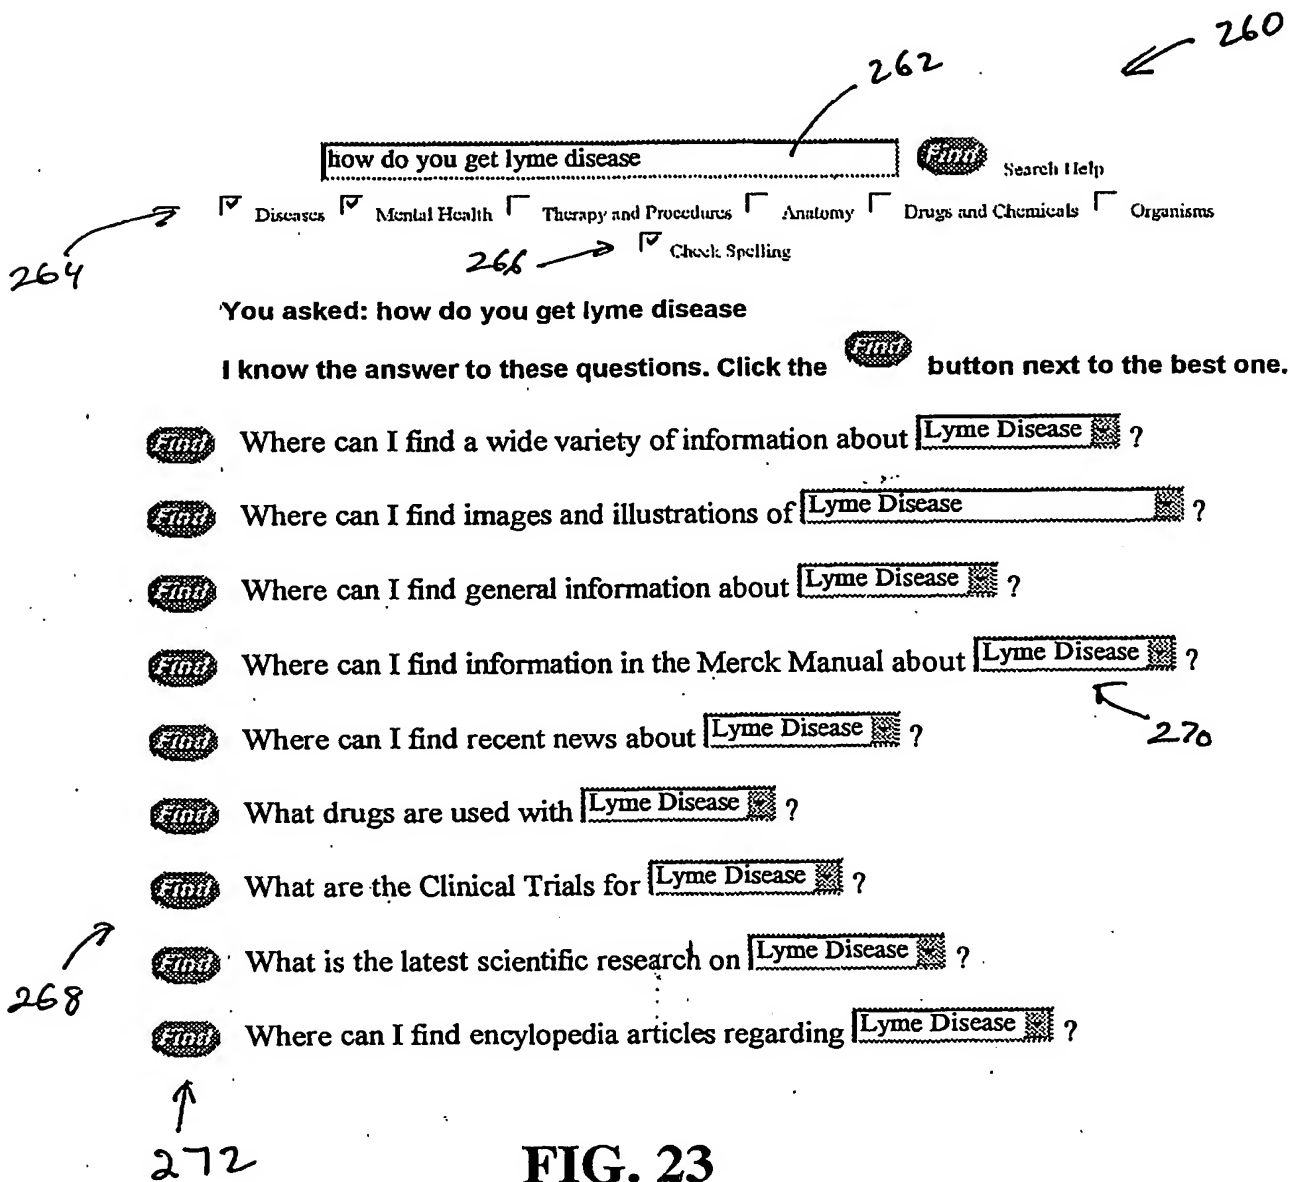 260
262
how do you get lyme disease Find Search Help
Diseases Mental Health Therapy and Procedures Anatomy Drugs and Chemicals Organisms
264
266 Check Spelling
You asked: how do you get lyme disease
I know the answer to these questions. Click the Find button next to the best one.
Find Where can I find a wide variety of information about Lyme Disease ?
Find Where can I find images and illustrations of Lyme Disease ?
Find Where can I find general information about Lyme Disease ?
Find Where can I find information in the Merck Manual about Lyme Disease ?
270
Find Where can I find recent news about Lyme Disease ?
Find What drugs are used with Lyme Disease ?
Find What are the Clinical Trials for Lyme Disease ?
268
Find What is the latest scientific research on Lyme Disease ?
Find Where can I find encylopedia articles regarding Lyme Disease ?
272
FIG. 23